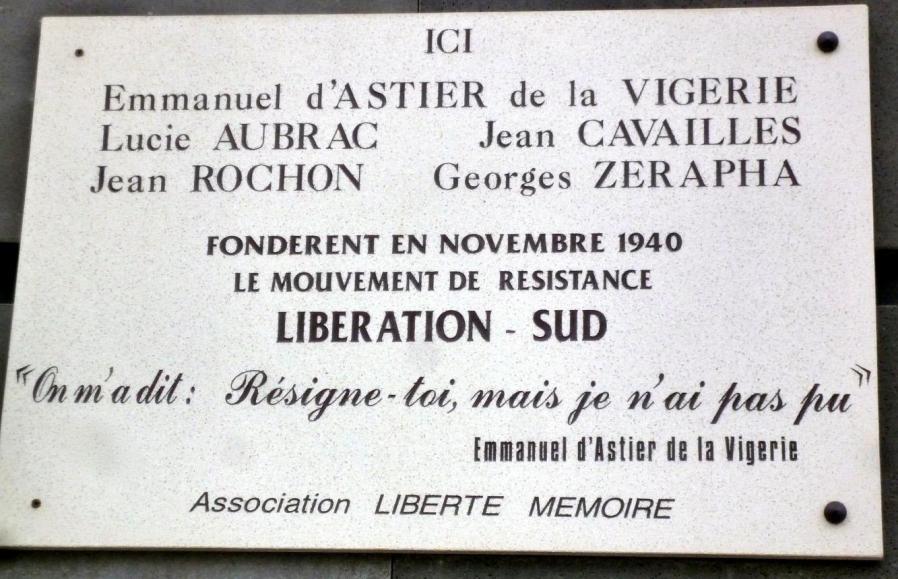 ICI
Emmanuel d'ASTIER de la VIGERIE
Lucie AUBRAC Jean CAVAILLES
Jean ROCHON Georges ZERAPHA
FONDERENT EN NOVEMBRE 1940
LE MOUVEMENT DE RESISTANCE
LIBERATION - SUD
"On m'a dit: Résigne-toi, mais je n'ai pas pu"
Emmanuel d'Astier de la Vigerie
Association LIBERTE MEMOIRE